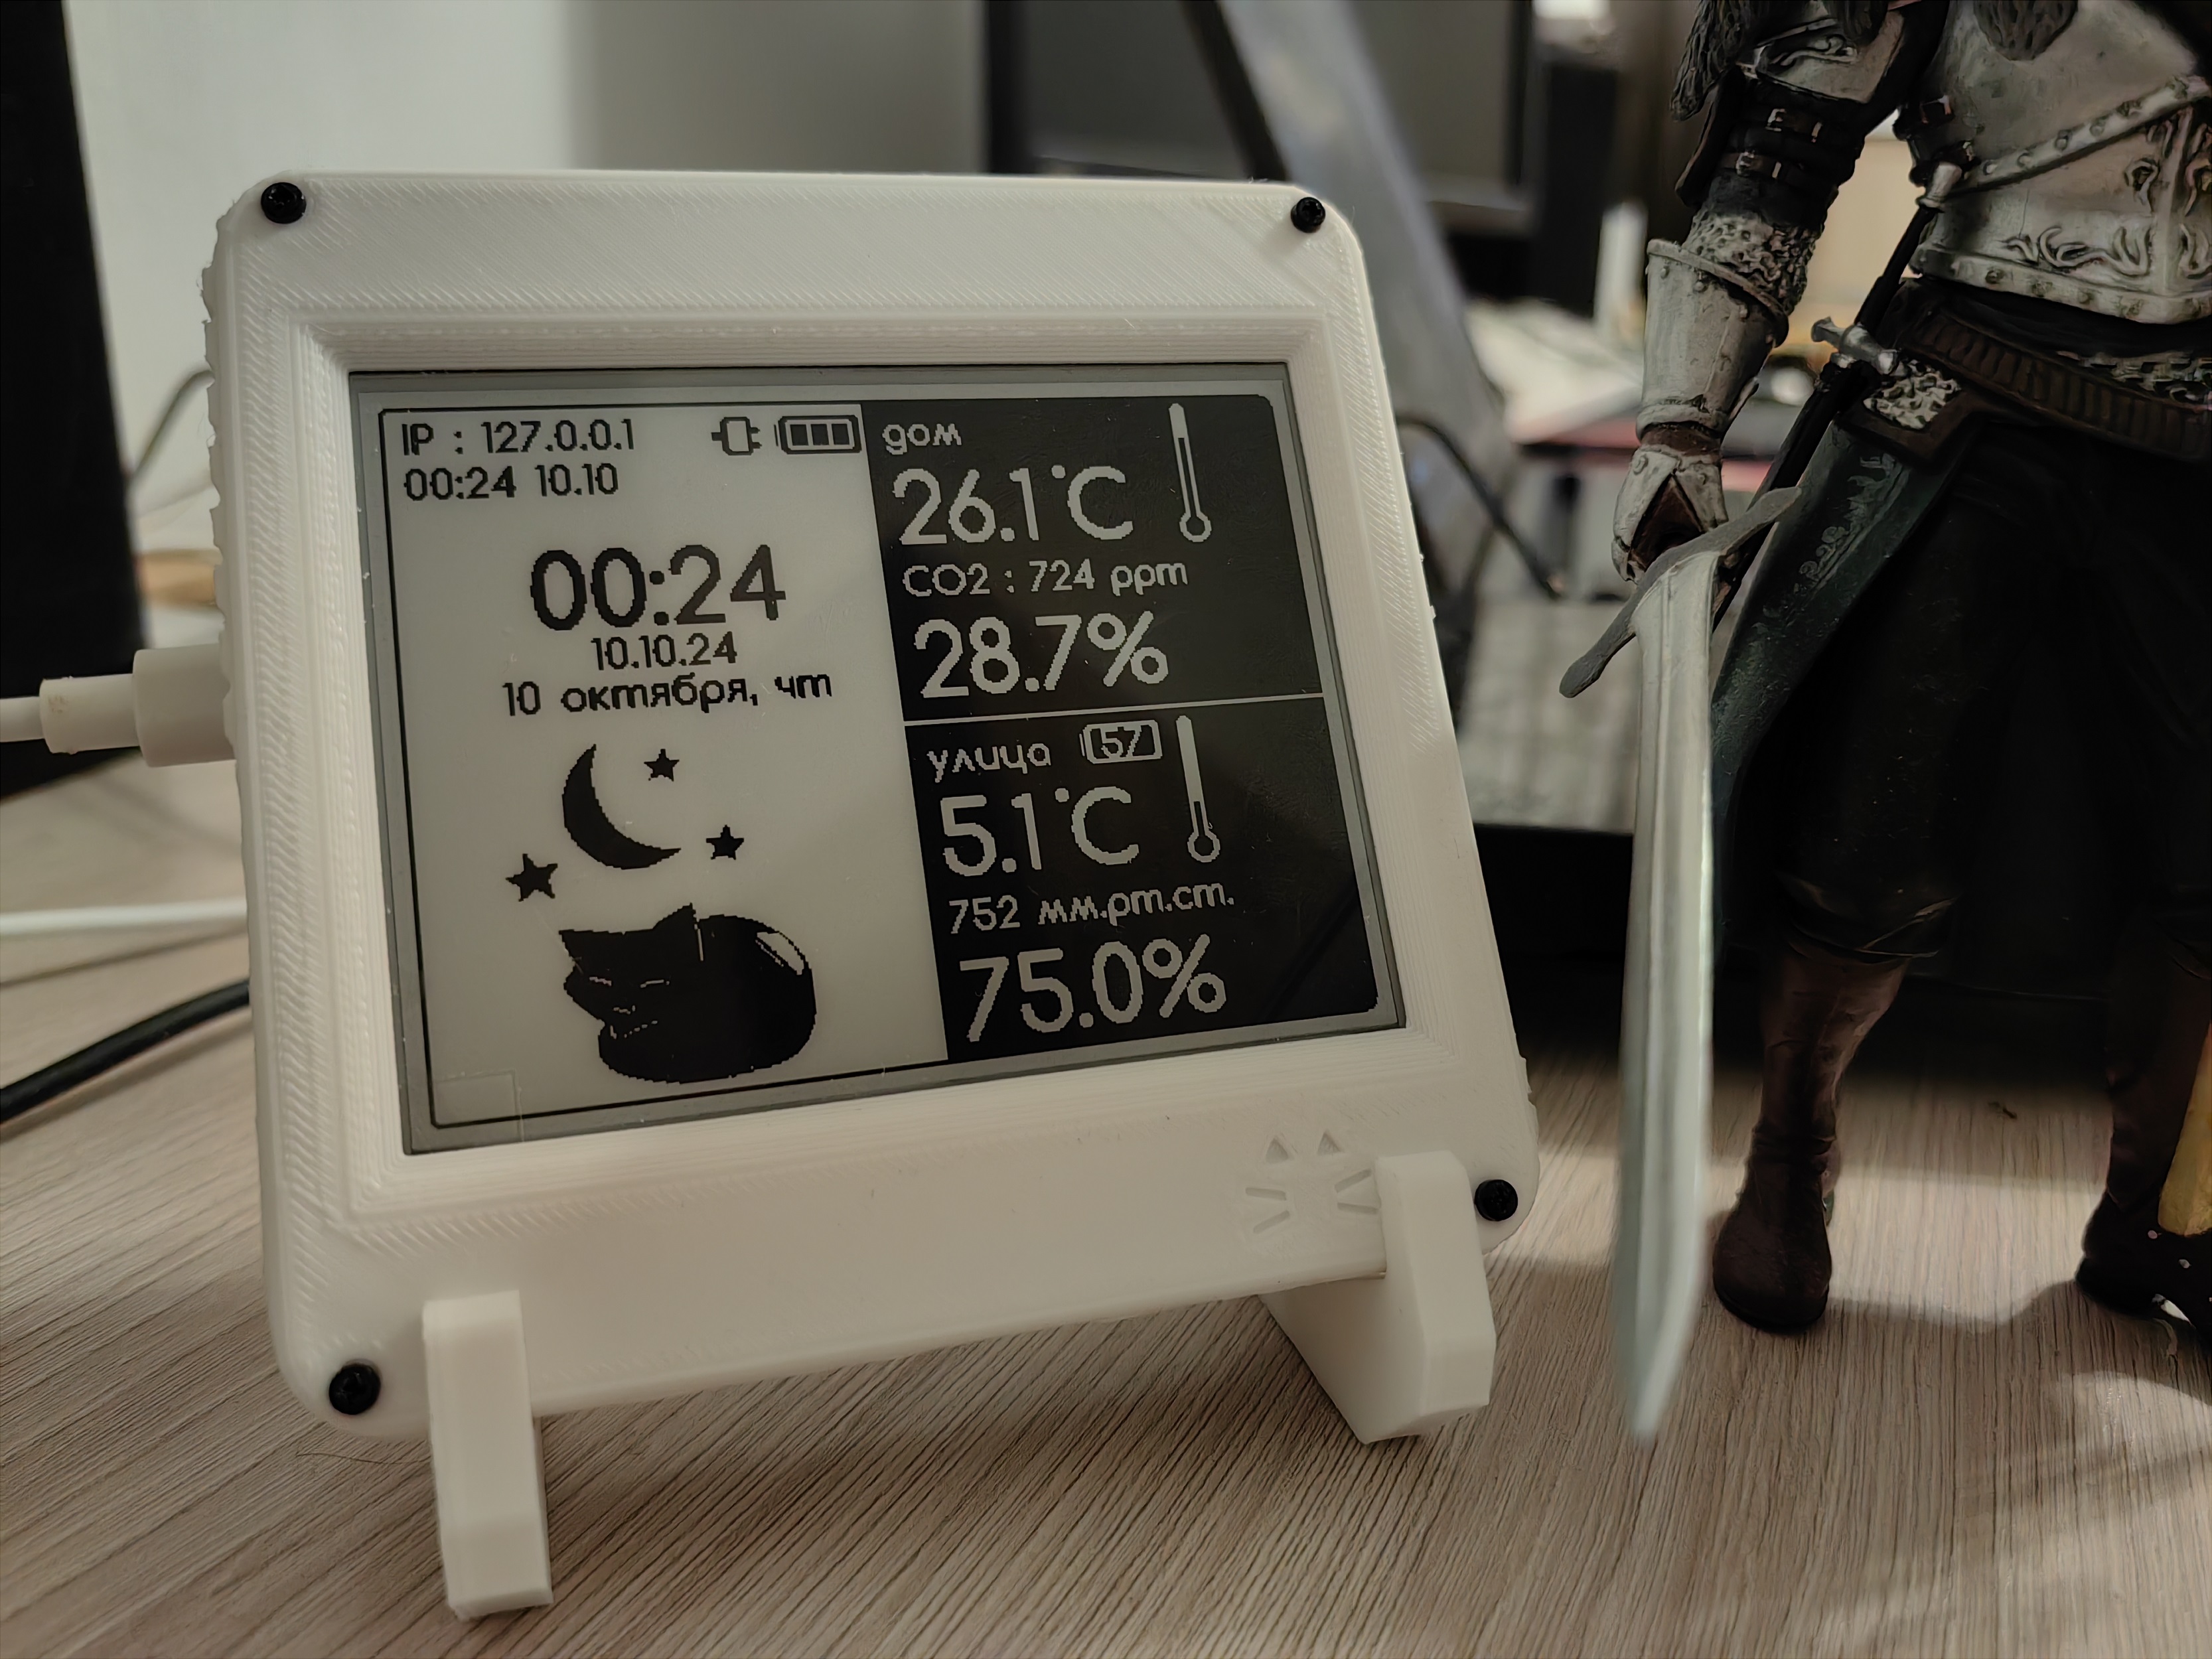 IP : 127.0.0.1
00:24 10.10
00:24
10.10.24
10 октября, чт
дом
26.1°C
CO2 : 724 ppm
28.7%
улица 57
5.1°C
752 мм.рт.ст.
75.0%